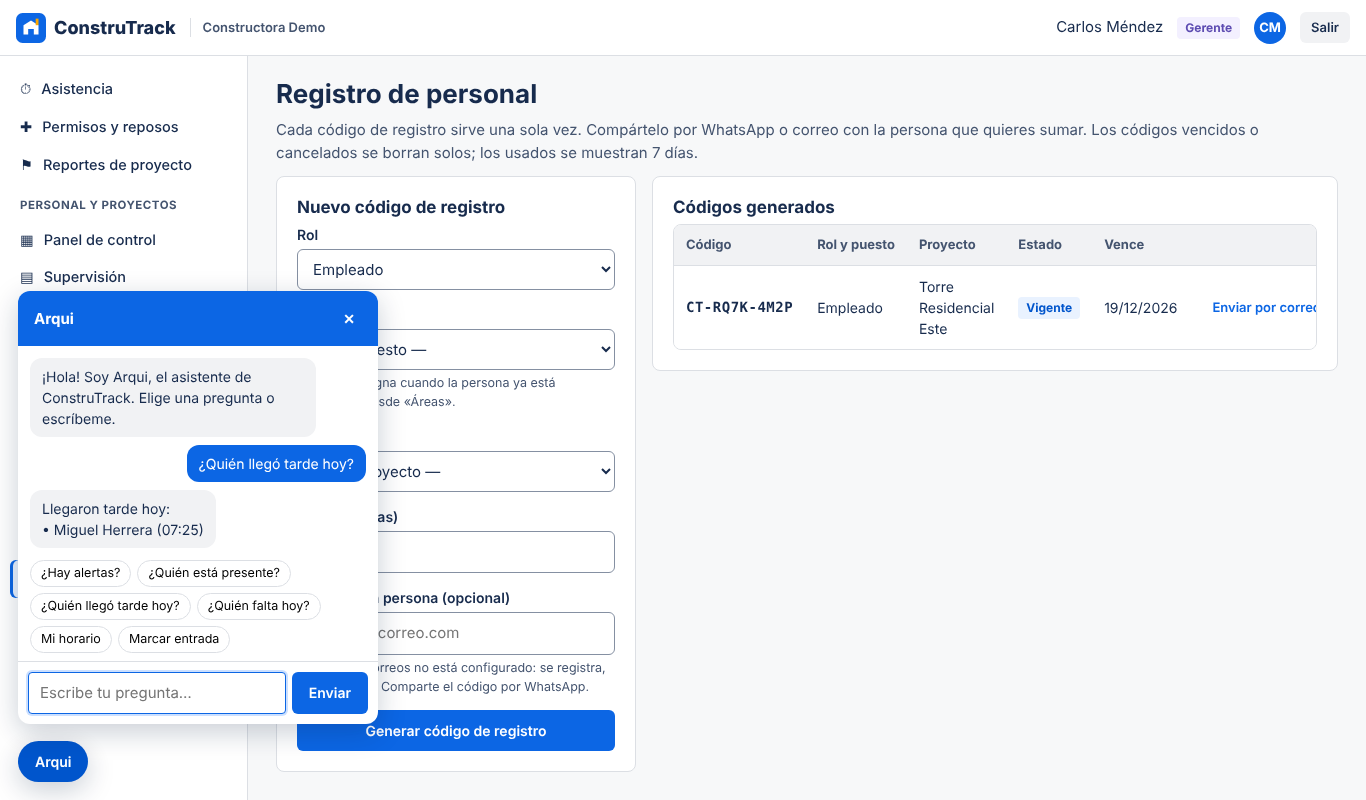 ConstruTrack
Constructora Demo
Carlos Méndez
Gerente
CM
Salir
Asistencia
Permisos y reposos
Reportes de proyecto
PERSONAL Y PROYECTOS
Panel de control
Supervisión
Registro de personal
Cada código de registro sirve una sola vez. Compártelo por WhatsApp o correo con la persona que quieres sumar. Los códigos vencidos o
cancelados se borran solos; los usados se muestran 7 días.
Nuevo código de registro
Rol
Empleado
esto —
gna cuando la persona ya está
sde «Áreas».
oyecto —
as)
persona (opcional)
correo.com
orreos no está configurado: se registra,
Comparte el código por WhatsApp.
Generar código de registro
Códigos generados
Código Rol y puesto Proyecto Estado Vence
CT-RQ7K-4M2P Empleado Torre Residencial Este Vigente 19/12/2026 Enviar por correo
Arqui
×
¡Hola! Soy Arqui, el asistente de
ConstruTrack. Elige una pregunta o
escríbeme.
¿Quién llegó tarde hoy?
Llegaron tarde hoy:
• Miguel Herrera (07:25)
¿Hay alertas?
¿Quién está presente?
¿Quién llegó tarde hoy?
¿Quién falta hoy?
Mi horario
Marcar entrada
Escribe tu pregunta...
Enviar
Arqui